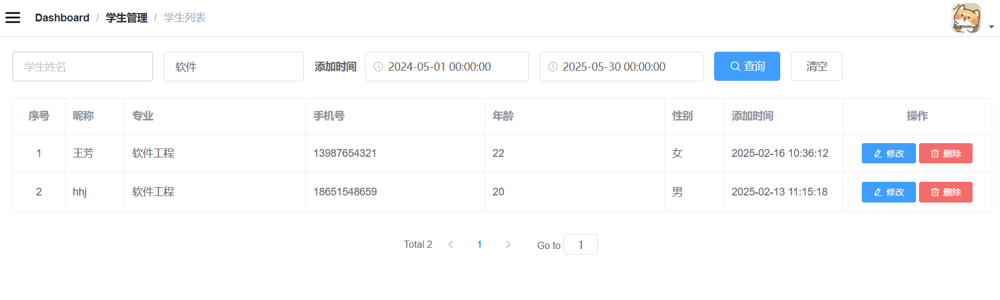 Dashboard / 学生管理 / 学生列表
学生姓名 软件 添加时间 2024-05-01 00:00:00 2025-05-30 00:00:00 查询 清空
序号 昵称 专业 手机号 年龄 性别 添加时间 操作
1 王芳 软件工程 13987654321 22 女 2025-02-16 10:36:12 修改 删除
2 hhj 软件工程 18651548659 20 男 2025-02-13 11:15:18 修改 删除
Total 2 1 Go to 1